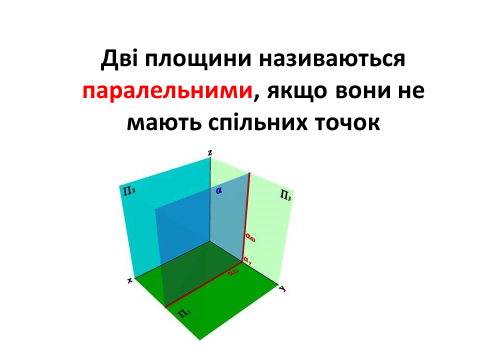 Дві площини називаються
паралельними, якщо вони не
мають спільних точок
z
П₂
α
П₃
x
y
П₁